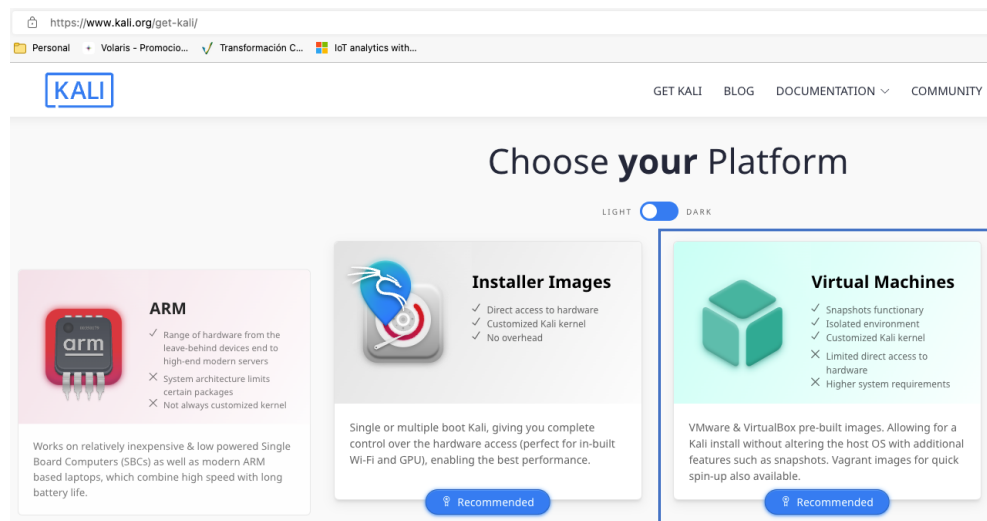 https://www.kali.org/get-kali/
Personal
Volaris - Promocio...
Transformación C...
IoT analytics with...
KALI
GET KALI
BLOG
DOCUMENTATION
COMMUNITY
Choose your Platform
LIGHT
DARK
arm
ARM
Range of hardware from the
leave-behind devices end to
high-end modern servers
System architecture limits
certain packages
Not always customized kernel
Works on relatively inexpensive & low powered Single
Board Computers (SBCs) as well as modern ARM
based laptops, which combine high speed with long
battery life.
Installer Images
Direct access to hardware
Customized Kali kernel
No overhead
Single or multiple boot Kali, giving you complete
control over the hardware access (perfect for in-built
Wi-Fi and GPU), enabling the best performance.
Recommended
Virtual Machines
Snapshots functionary
Isolated environment
Customized Kali kernel
Limited direct access to
hardware
Higher system requirements
VMware & VirtualBox pre-built images. Allowing for a
Kali install without altering the host OS with additional
features such as snapshots. Vagrant images for quick
spin-up also available.
Recommended